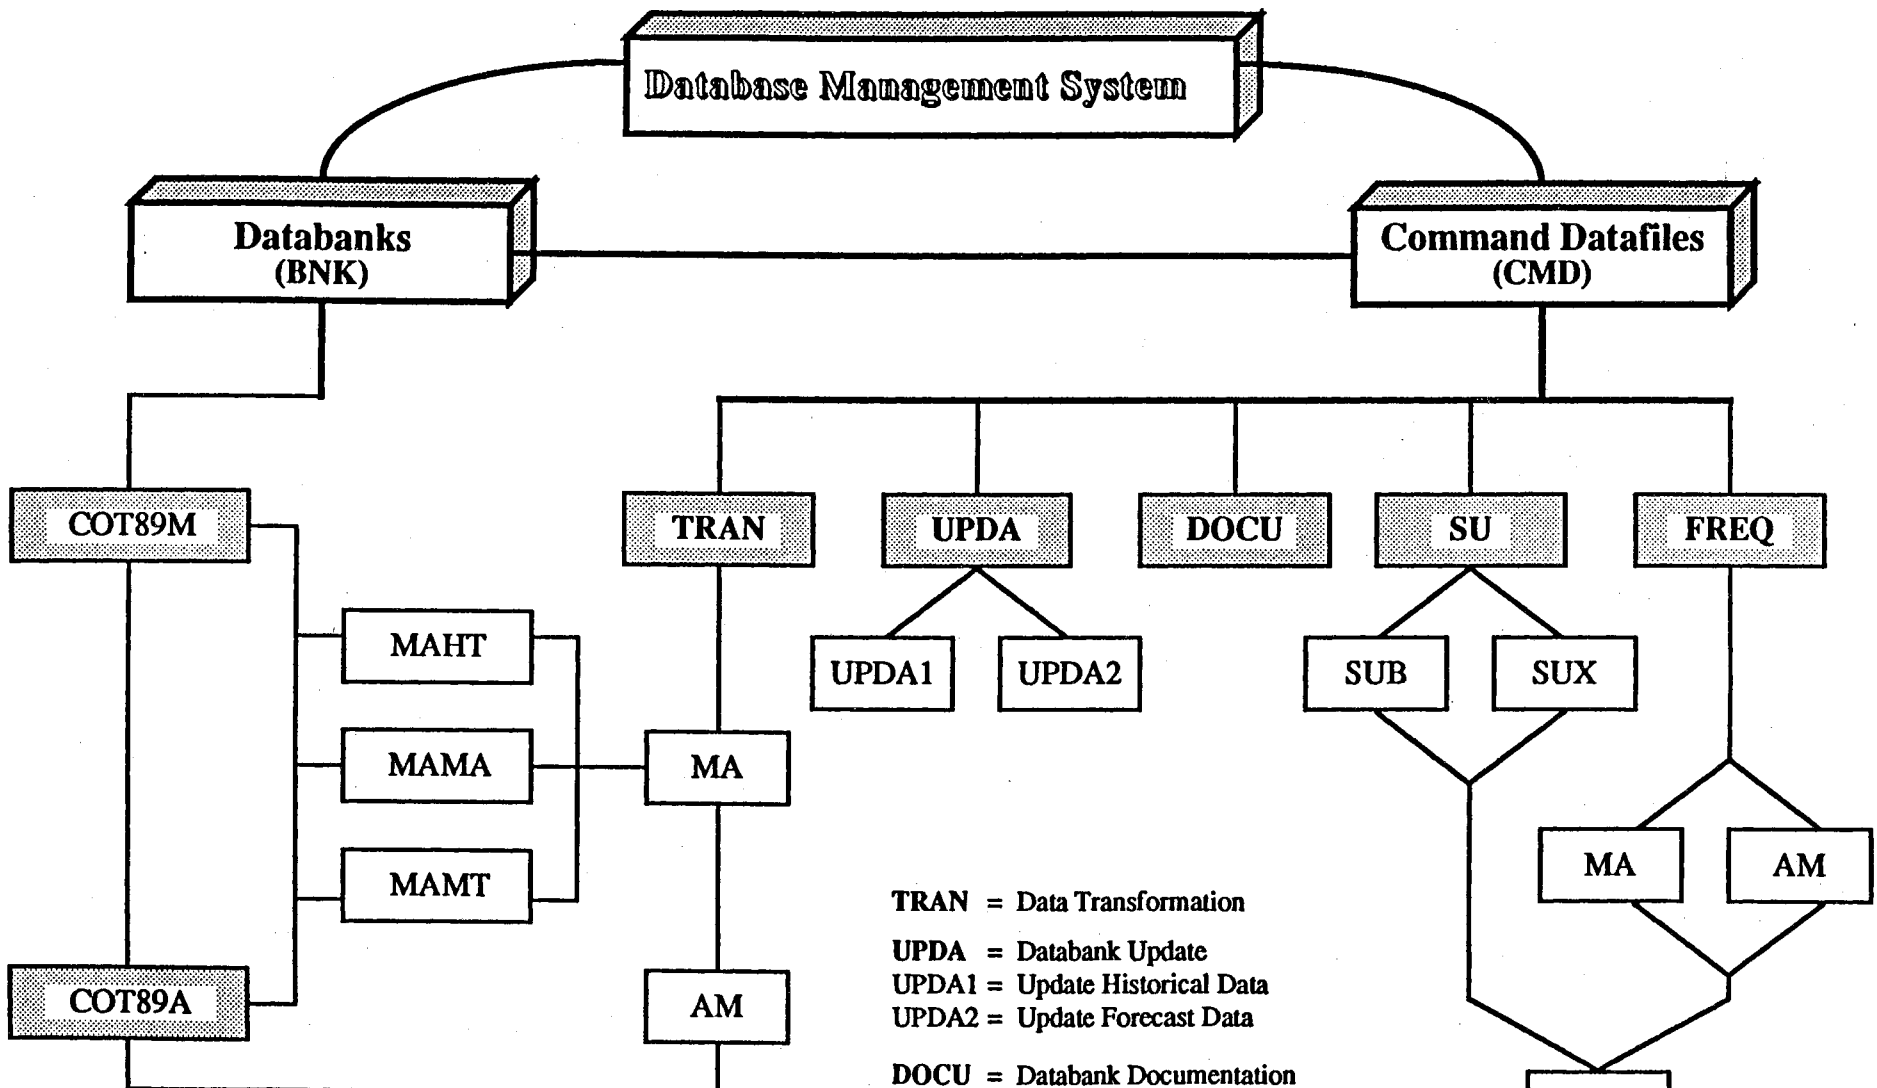 Database Management System
Databanks
(BNK)
Command Datafiles
(CMD)
COT89M
TRAN
UPDA
DOCU
SU
FREQ
MAHT
UPDA1
UPDA2
SUB
SUX
MAMA
MA
MAMT
MA
AM
COT89A
AM
TRAN = Data Transformation
UPDA = Databank Update
UPDA1 = Update Historical Data
UPDA2 = Update Forecast Data
DOCU = Databank Documentation